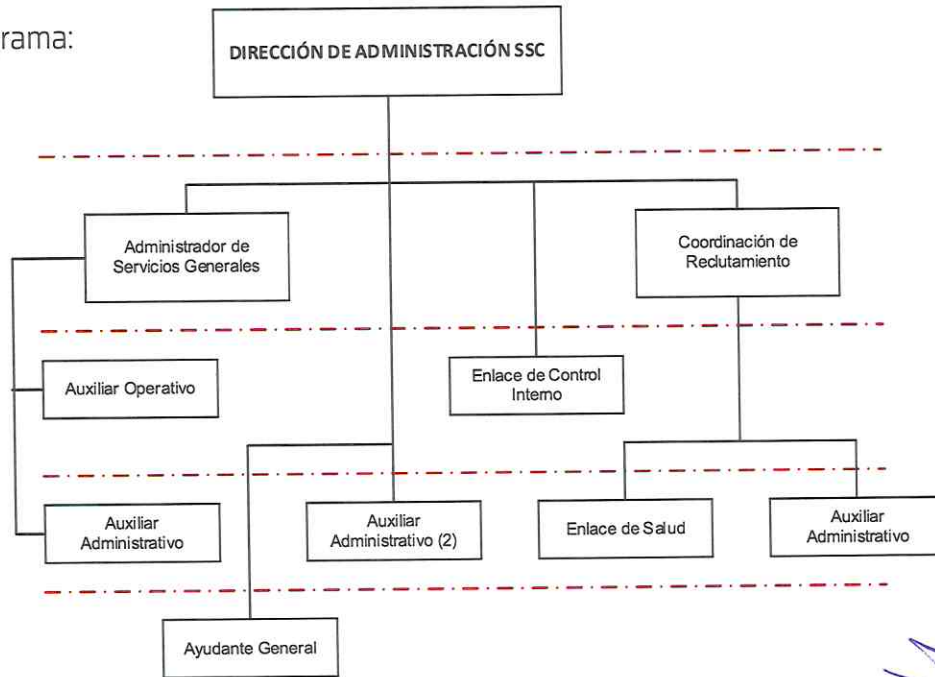 rama:
DIRECCIÓN DE ADMINISTRACIÓN SSC
Administrador de
Servicios Generales
Coordinación de
Reclutamiento
Auxiliar Operativo
Enlace de Control
Interno
Auxiliar
Administrativo
Auxiliar
Administrativo (2)
Enlace de Salud
Auxiliar
Administrativo
Ayudante General